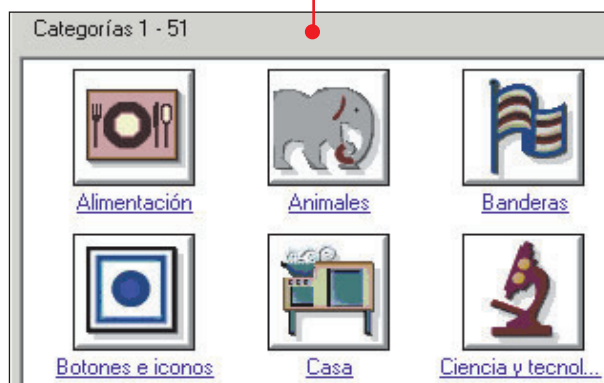 Categorías 1 - 51
Alimentación Animales Banderas
Botones e iconos Casa Ciencia y tecnol...